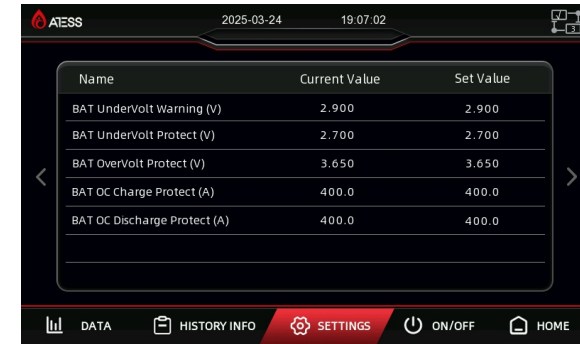 ATESS 2025-03-24 19:07:02
3
Name Current Value Set Value
BAT UnderVolt Warning (V) 2.900 2.900
BAT UnderVolt Protect (V) 2.700 2.700
BAT OverVolt Protect (V) 3.650 3.650
BAT OC Charge Protect (A) 400.0 400.0
BAT OC Discharge Protect (A) 400.0 400.0
DATA HISTORY INFO SETTINGS ON/OFF HOME